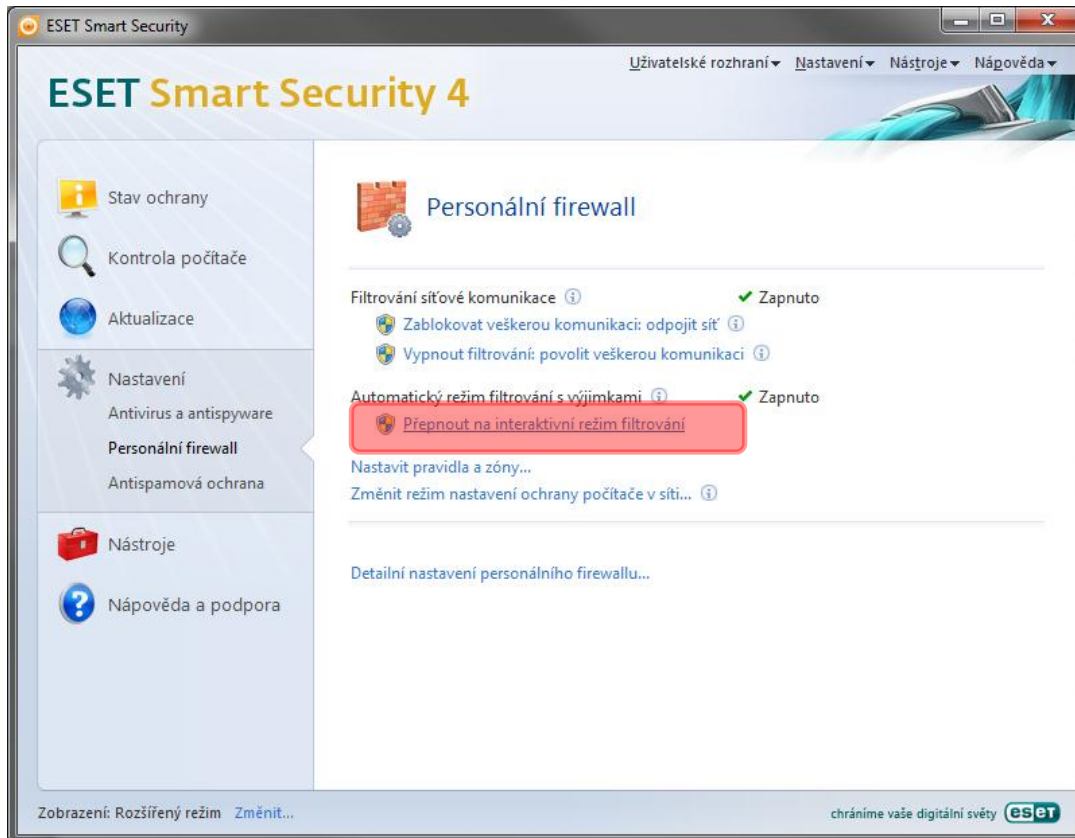 ESET Smart Security
Uživatelské rozhraní Nastavení Nástroje Nápověda
ESET Smart Security 4
Stav ochrany
Kontrola počítače
Aktualizace
Nastavení
Antivirus a antispyware
Personální firewall
Antispamová ochrana
Nástroje
Nápověda a podpora
Personální firewall
Filtrování síťové komunikace Zapnuto
Zablokovat veškerou komunikaci: odpojit síť
Vypnout filtrování: povolit veškerou komunikaci
Automatický režim filtrování s výjimkami Zapnuto
Přepnout na interaktivní režim filtrování
Nastavit pravidla a zóny...
Změnit režim nastavení ochrany počítače v síti...
Detailní nastavení personálního firewallu...
Zobrazení: Rozšířený režim Změnit...
chráníme vaše digitální světy eseT